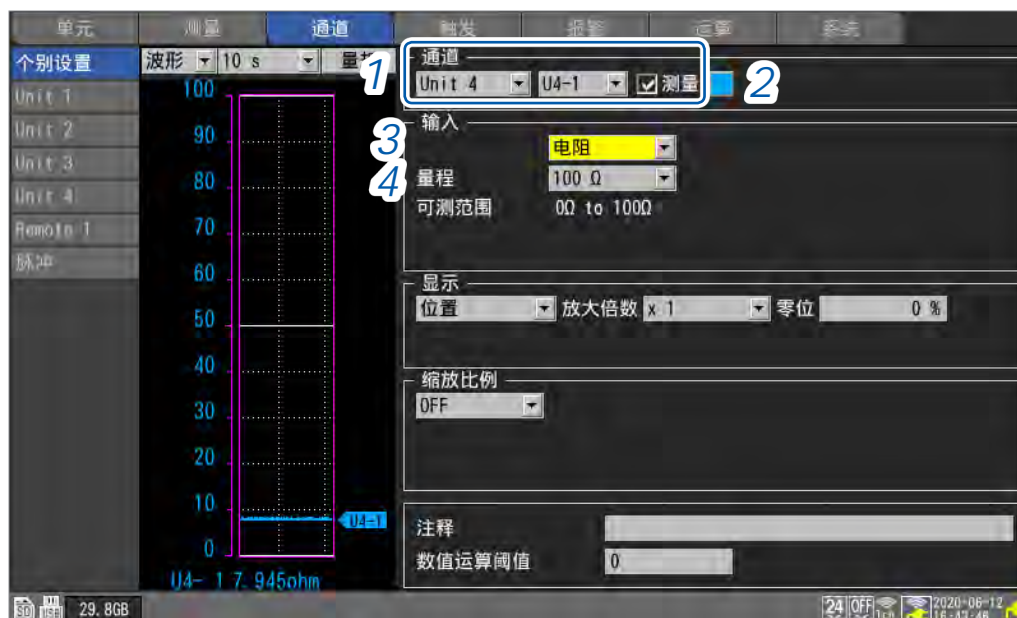 单元 测量 通道 触发 报警 运算 系统
个别设置 波形 10 s
通道
1
Unit 4 U4-1 测量
2
Unit 1
Unit 2
Unit 3
Unit 4
Remote 1
脉冲
100
90
80
70
60
50
40
30
20
10
0
U4-1
U4- 1 7.945ohm
输入
3
电阻
4
量程 100 Ω
可测范围 0Ω to 100Ω
显示
位置 放大倍数 x 1 零位 0 %
缩放比例
OFF
注释
数值运算阈值 0
SD USB 29.8GB
24 OFF 2020-06-12